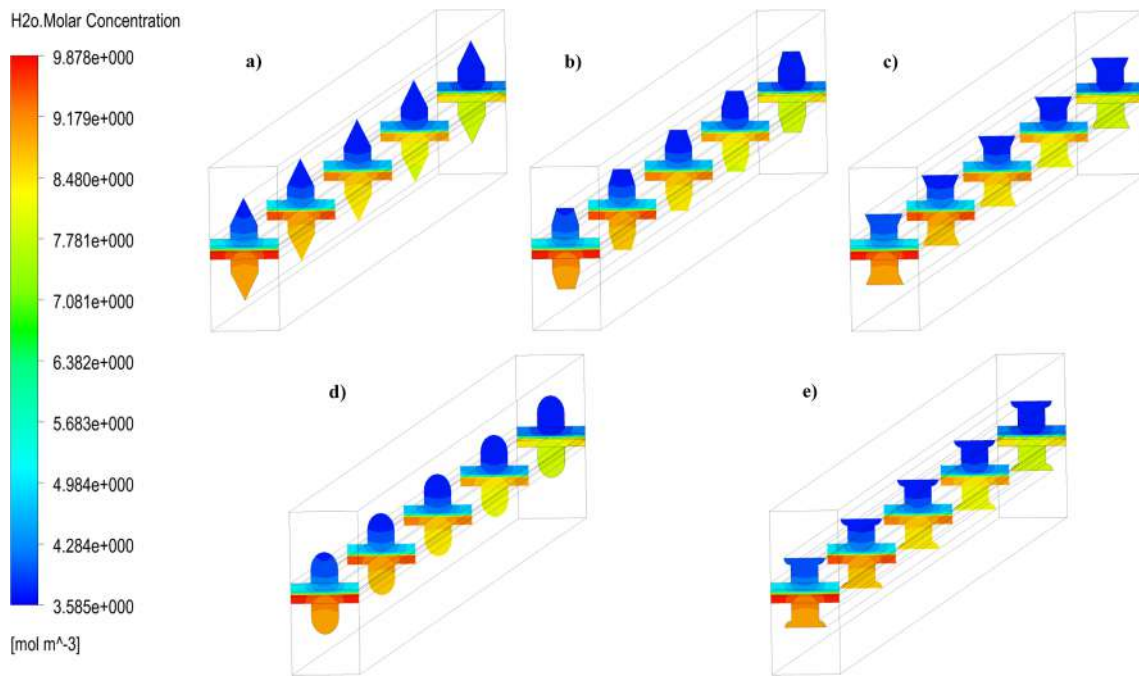 H2o.Molar Concentration
9.878e+000
9.179e+000
8.480e+000
7.781e+000
7.081e+000
6.382e+000
5.683e+000
4.984e+000
4.284e+000
3.585e+000
[mol m^-3]
a)
b)
c)
d)
e)